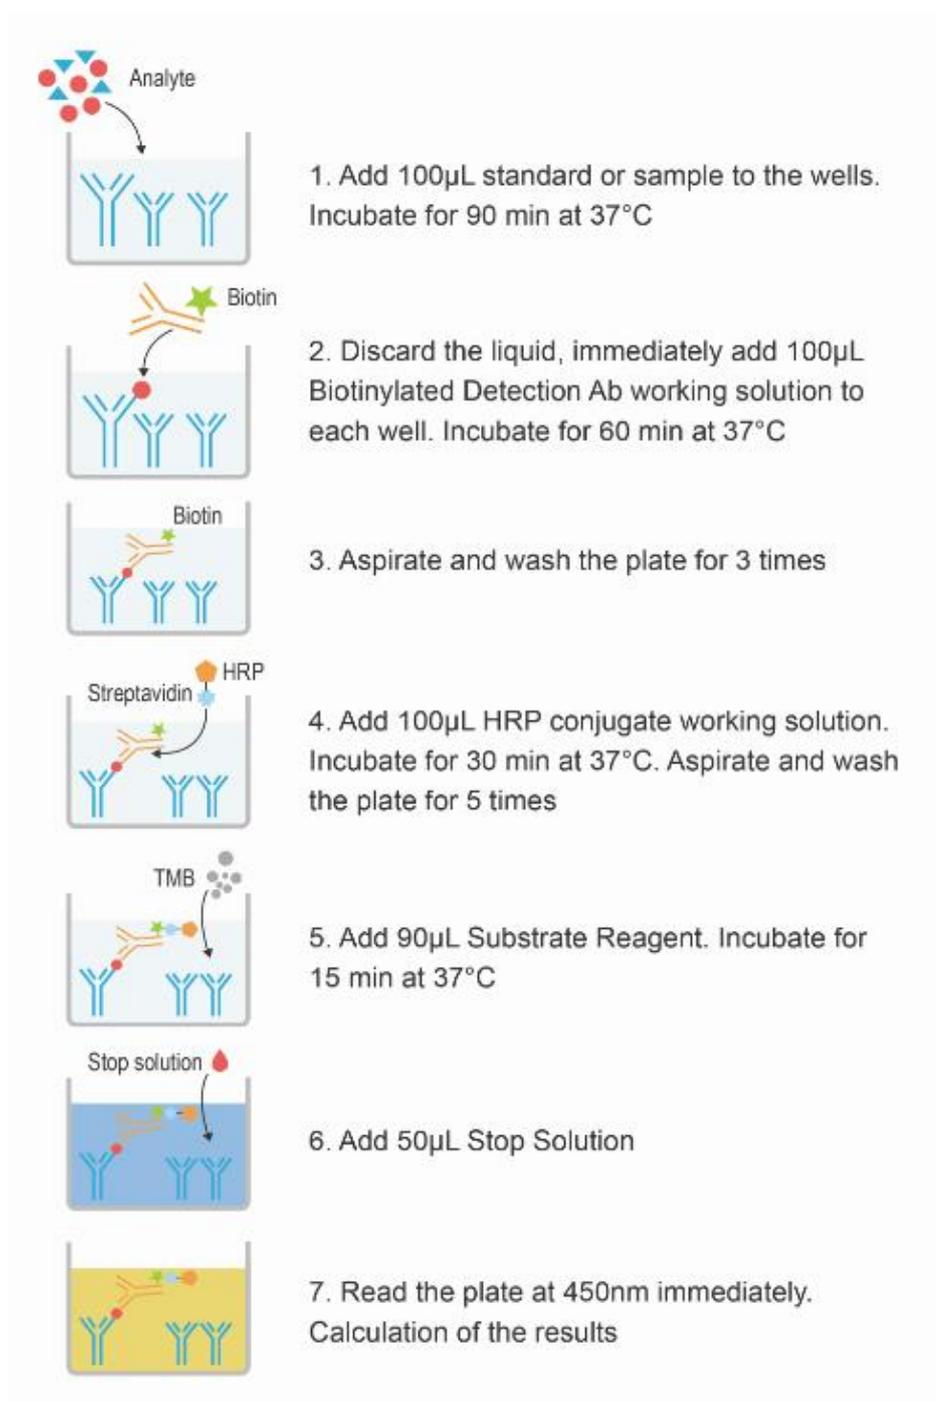 Analyte
1. Add 100µL standard or sample to the wells.
Incubate for 90 min at 37°C
Biotin
2. Discard the liquid, immediately add 100µL
Biotinylated Detection Ab working solution to
each well. Incubate for 60 min at 37°C
Biotin
3. Aspirate and wash the plate for 3 times
HRP
Streptavidin
4. Add 100µL HRP conjugate working solution.
Incubate for 30 min at 37°C. Aspirate and wash
the plate for 5 times
TMB
5. Add 90µL Substrate Reagent. Incubate for
15 min at 37°C
Stop solution
6. Add 50µL Stop Solution
7. Read the plate at 450nm immediately.
Calculation of the results